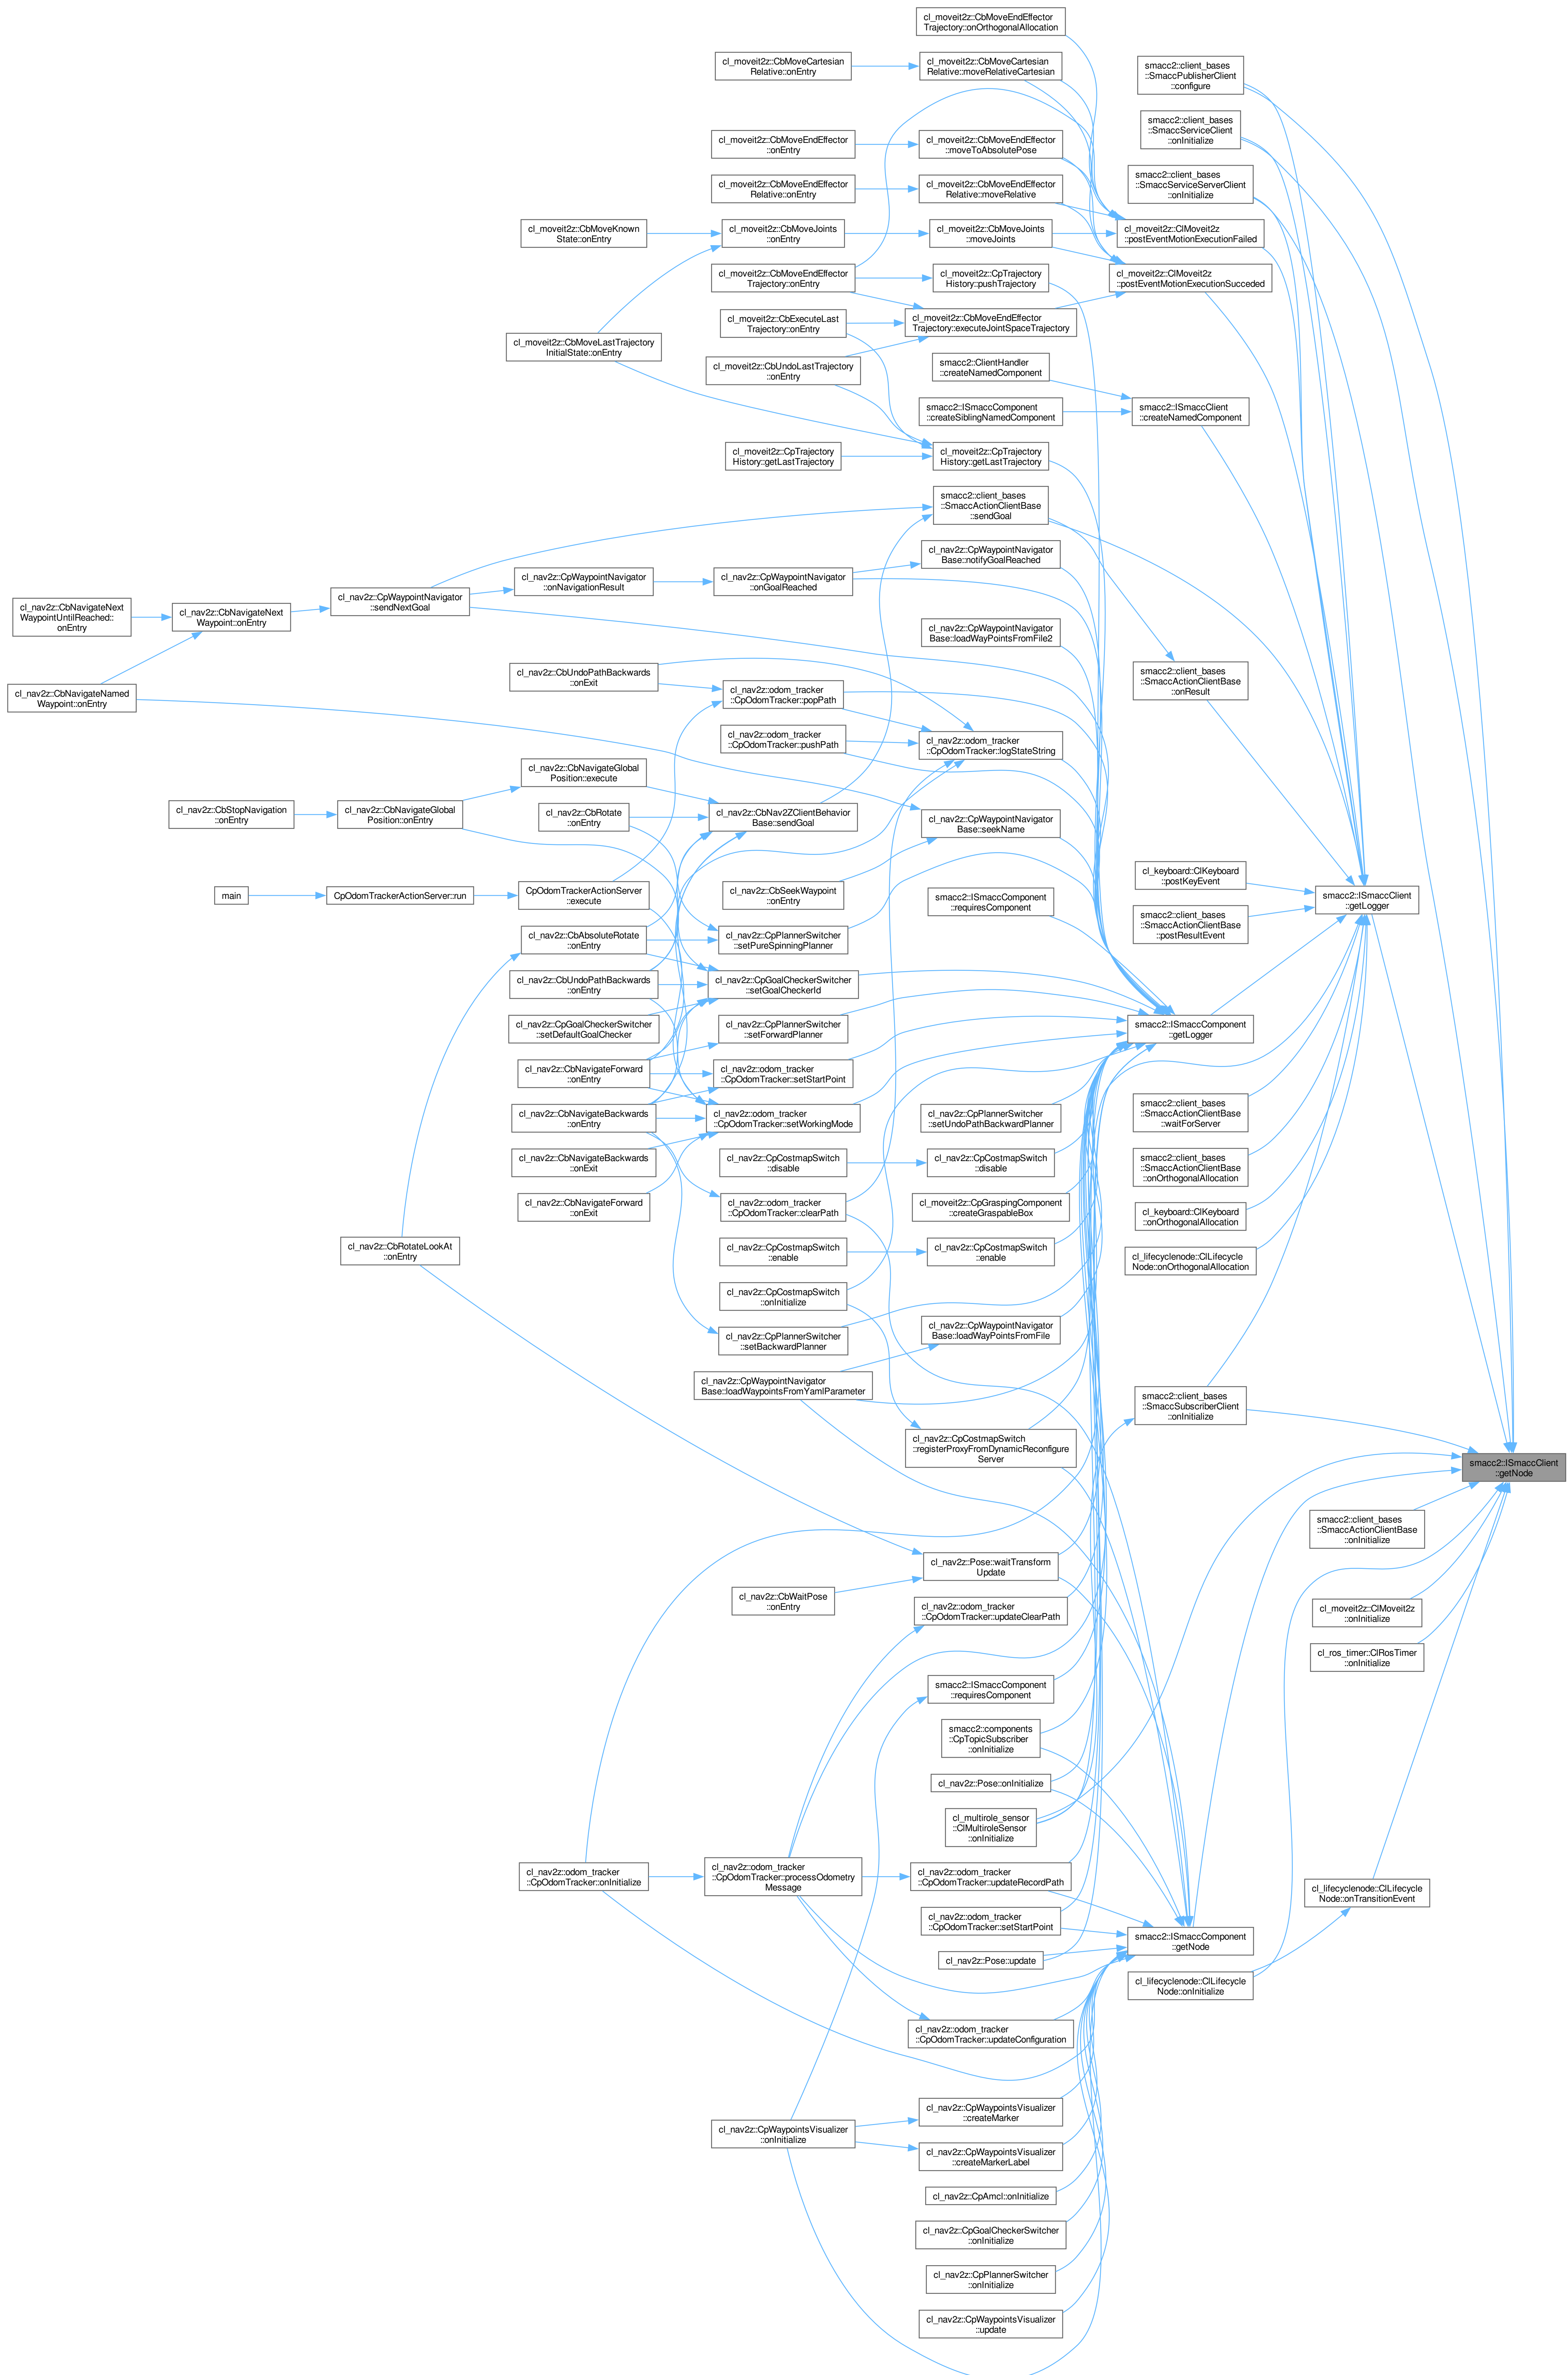 cl_moveit2z::CbMoveEndEffector
Trajectory::onOrthogonalAllocation
cl_moveit2z::CbMoveCartesian
Relative::onEntry
cl_moveit2z::CbMoveCartesian
Relative::moveRelativeCartesian
smacc2::client_bases
::SmaccPublisherClient
::configure
smacc2::client_bases
::SmaccServiceClient
::onInitialize
cl_moveit2z::CbMoveEndEffector
::onEntry
cl_moveit2z::CbMoveEndEffector
::moveToAbsolutePose
smacc2::client_bases
::SmaccServiceServerClient
::onInitialize
cl_moveit2z::CbMoveEndEffector
Relative::onEntry
cl_moveit2z::CbMoveEndEffector
Relative::moveRelative
cl_moveit2z::CbMoveKnown
State::onEntry
cl_moveit2z::CbMoveJoints
::onEntry
cl_moveit2z::CbMoveJoints
::moveJoints
cl_moveit2z::ClMoveit2z
::postEventMotionExecutionFailed
cl_moveit2z::CbMoveEndEffector
Trajectory::onEntry
cl_moveit2z::CpTrajectory
History::pushTrajectory
cl_moveit2z::ClMoveit2z
::postEventMotionExecutionSucceded
cl_moveit2z::CbExecuteLast
Trajectory::onEntry
cl_moveit2z::CbMoveEndEffector
Trajectory::executeJointSpaceTrajectory
cl_moveit2z::CbMoveLastTrajectory
InitialState::onEntry
cl_moveit2z::CbUndoLastTrajectory
::onEntry
smacc2::ClientHandler
::createNamedComponent
smacc2::ISmaccComponent
::createSiblingNamedComponent
smacc2::ISmaccClient
::createNamedComponent
cl_moveit2z::CpTrajectory
History::getLastTrajectory
cl_moveit2z::CpTrajectory
History::getLastTrajectory
smacc2::client_bases
::SmaccActionClientBase
::sendGoal
cl_nav2z::CpWaypointNavigator
Base::notifyGoalReached
cl_nav2z::CbNavigateNext
WaypointUntilReached::
onEntry
cl_nav2z::CbNavigateNext
Waypoint::onEntry
cl_nav2z::CpWaypointNavigator
::sendNextGoal
cl_nav2z::CpWaypointNavigator
::onNavigationResult
cl_nav2z::CpWaypointNavigator
::onGoalReached
cl_nav2z::CpWaypointNavigator
Base::loadWayPointsFromFile2
cl_nav2z::CbNavigateNamed
Waypoint::onEntry
cl_nav2z::CbUndoPathBackwards
::onExit
cl_nav2z::odom_tracker
::CpOdomTracker::popPath
smacc2::client_bases
::SmaccActionClientBase
::onResult
cl_nav2z::odom_tracker
::CpOdomTracker::pushPath
cl_nav2z::odom_tracker
::CpOdomTracker::logStateString
cl_nav2z::CbNavigateGlobal
Position::execute
cl_nav2z::CbStopNavigation
::onEntry
cl_nav2z::CbNavigateGlobal
Position::onEntry
cl_nav2z::CbRotate
::onEntry
cl_nav2z::CbNav2ZClientBehavior
Base::sendGoal
cl_nav2z::CpWaypointNavigator
Base::seekName
main
CpOdomTrackerActionServer::run
CpOdomTrackerActionServer
::execute
cl_nav2z::CbSeekWaypoint
::onEntry
smacc2::ISmaccComponent
::requiresComponent
cl_keyboard::ClKeyboard
::postKeyEvent
smacc2::ISmaccClient
::getLogger
smacc2::client_bases
::SmaccActionClientBase
::postResultEvent
cl_nav2z::CbAbsoluteRotate
::onEntry
cl_nav2z::CpPlannerSwitcher
::setPureSpinningPlanner
cl_nav2z::CbUndoPathBackwards
::onEntry
cl_nav2z::CpGoalCheckerSwitcher
::setGoalCheckerId
cl_nav2z::CpGoalCheckerSwitcher
::setDefaultGoalChecker
cl_nav2z::CpPlannerSwitcher
::setForwardPlanner
smacc2::ISmaccComponent
::getLogger
cl_nav2z::CbNavigateForward
::onEntry
cl_nav2z::odom_tracker
::CpOdomTracker::setStartPoint
cl_nav2z::CbNavigateBackwards
::onEntry
cl_nav2z::odom_tracker
::CpOdomTracker::setWorkingMode
cl_nav2z::CpPlannerSwitcher
::setUndoPathBackwardPlanner
smacc2::client_bases
::SmaccActionClientBase
::waitForServer
cl_nav2z::CbNavigateBackwards
::onExit
cl_nav2z::CpCostmapSwitch
::disable
cl_nav2z::CpCostmapSwitch
::disable
smacc2::client_bases
::SmaccActionClientBase
::onOrthogonalAllocation
cl_nav2z::CbNavigateForward
::onExit
cl_nav2z::odom_tracker
::CpOdomTracker::clearPath
cl_moveit2z::CpGraspingComponent
::createGraspableBox
cl_keyboard::ClKeyboard
::onOrthogonalAllocation
cl_nav2z::CbRotateLookAt
::onEntry
cl_nav2z::CpCostmapSwitch
::enable
cl_nav2z::CpCostmapSwitch
::enable
cl_lifecyclenode::ClLifecycle
Node::onOrthogonalAllocation
cl_nav2z::CpCostmapSwitch
::onInitialize
cl_nav2z::CpPlannerSwitcher
::setBackwardPlanner
cl_nav2z::CpWaypointNavigator
Base::loadWayPointsFromFile
cl_nav2z::CpWaypointNavigator
Base::loadWaypointsFromYamlParameter
smacc2::client_bases
::SmaccSubscriberClient
::onInitialize
cl_nav2z::CpCostmapSwitch
::registerProxyFromDynamicReconfigure
Server
smacc2::ISmaccClient
::getNode
smacc2::client_bases
::SmaccActionClientBase
::onInitialize
cl_nav2z::Pose::waitTransform
Update
cl_nav2z::CbWaitPose
::onEntry
cl_nav2z::odom_tracker
::CpOdomTracker::updateClearPath
cl_moveit2z::ClMoveit2z
::onInitialize
cl_ros_timer::ClRosTimer
::onInitialize
smacc2::ISmaccComponent
::requiresComponent
smacc2::components
::CpTopicSubscriber
::onInitialize
cl_nav2z::Pose::onInitialize
cl_multirole_sensor
::ClMultiroleSensor
::onInitialize
cl_nav2z::odom_tracker
::CpOdomTracker::onInitialize
cl_nav2z::odom_tracker
::CpOdomTracker::processOdometry
Message
cl_nav2z::odom_tracker
::CpOdomTracker::updateRecordPath
cl_lifecyclenode::ClLifecycle
Node::onTransitionEvent
cl_nav2z::odom_tracker
::CpOdomTracker::setStartPoint
smacc2::ISmaccComponent
::getNode
cl_nav2z::Pose::update
cl_lifecyclenode::ClLifecycle
Node::onInitialize
cl_nav2z::odom_tracker
::CpOdomTracker::updateConfiguration
cl_nav2z::CpWaypointsVisualizer
::createMarker
cl_nav2z::CpWaypointsVisualizer
::onInitialize
cl_nav2z::CpWaypointsVisualizer
::createMarkerLabel
cl_nav2z::CpAmcl::onInitialize
cl_nav2z::CpGoalCheckerSwitcher
::onInitialize
cl_nav2z::CpPlannerSwitcher
::onInitialize
cl_nav2z::CpWaypointsVisualizer
::update